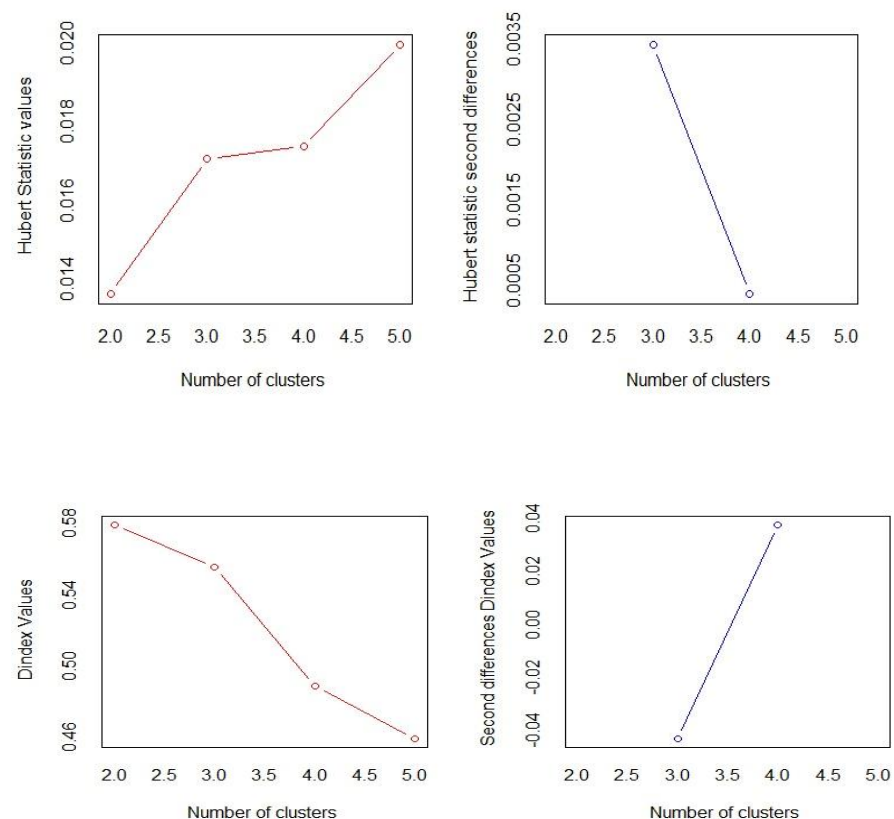 Hubert Statistic values
0.020
0.018
0.016
0.014
2.0 2.5 3.0 3.5 4.0 4.5 5.0
Number of clusters
Hubert statistic second differences
0.0035
0.0025
0.0015
0.0005
2.0 2.5 3.0 3.5 4.0 4.5 5.0
Number of clusters
Dindex Values
0.58
0.54
0.50
0.46
2.0 2.5 3.0 3.5 4.0 4.5 5.0
Number of clusters
Second differences Dindex Values
0.04
0.02
0.00
-0.02
-0.04
2.0 2.5 3.0 3.5 4.0 4.5 5.0
Number of clusters